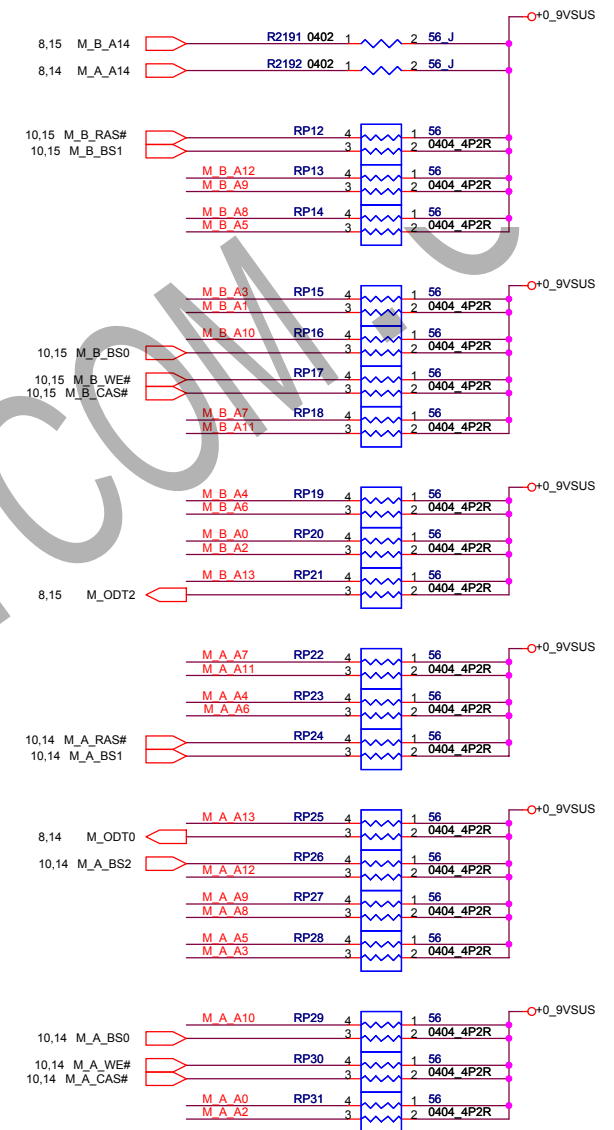 +0_9VSUS
8,15 M_B_A14 R2191 0402 1 2 56_J
8,14 M_A_A14 R2192 0402 1 2 56_J
10,15 M_B_RAS# RP12 4 1 56
10,15 M_B_BS1 3 2 0404_4P2R
M_B_A12 RP13 4 1 56
M_B_A9 3 2 0404_4P2R
M_B_A8 RP14 4 1 56
M_B_A5 3 2 0404_4P2R
+0_9VSUS
M_B_A3 RP15 4 1 56
M_B_A1 3 2 0404_4P2R
M_B_A10 RP16 4 1 56
10,15 M_B_BS0 3 2 0404_4P2R
10,15 M_B_WE# RP17 4 1 56
10,15 M_B_CAS# 3 2 0404_4P2R
M_B_A7 RP18 4 1 56
M_B_A11 3 2 0404_4P2R
+0_9VSUS
M_B_A4 RP19 4 1 56
M_B_A6 3 2 0404_4P2R
M_B_A0 RP20 4 1 56
M_B_A2 3 2 0404_4P2R
M_B_A13 RP21 4 1 56
8,15 M_ODT2 3 2 0404_4P2R
+0_9VSUS
M_A_A7 RP22 4 1 56
M_A_A11 3 2 0404_4P2R
M_A_A4 RP23 4 1 56
M_A_A6 3 2 0404_4P2R
10,14 M_A_RAS# RP24 4 1 56
10,14 M_A_BS1 3 2 0404_4P2R
+0_9VSUS
M_A_A13 RP25 4 1 56
8,14 M_ODT0 3 2 0404_4P2R
10,14 M_A_BS2 RP26 4 1 56
M_A_A12 3 2 0404_4P2R
M_A_A9 RP27 4 1 56
M_A_A8 3 2 0404_4P2R
M_A_A5 RP28 4 1 56
M_A_A3 3 2 0404_4P2R
+0_9VSUS
M_A_A10 RP29 4 1 56
10,14 M_A_BS0 3 2 0404_4P2R
10,14 M_A_WE# RP30 4 1 56
10,14 M_A_CAS# 3 2 0404_4P2R
M_A_A0 RP31 4 1 56
M_A_A2 3 2 0404_4P2R
COM .